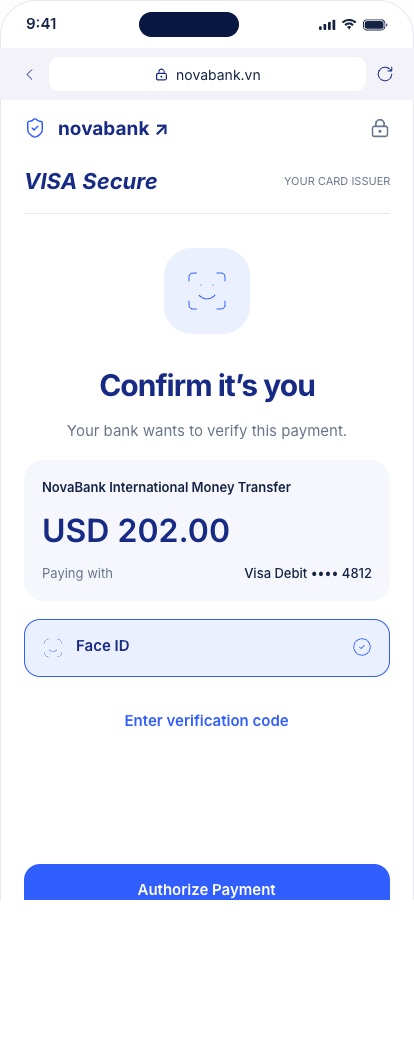 9:41
novabank.vn
novabank
VISA Secure
YOUR CARD ISSUER
Confirm it’s you
Your bank wants to verify this payment.
NovaBank International Money Transfer
USD 202.00
Paying with
Visa Debit •••• 4812
Face ID
Enter verification code
Authorize Payment